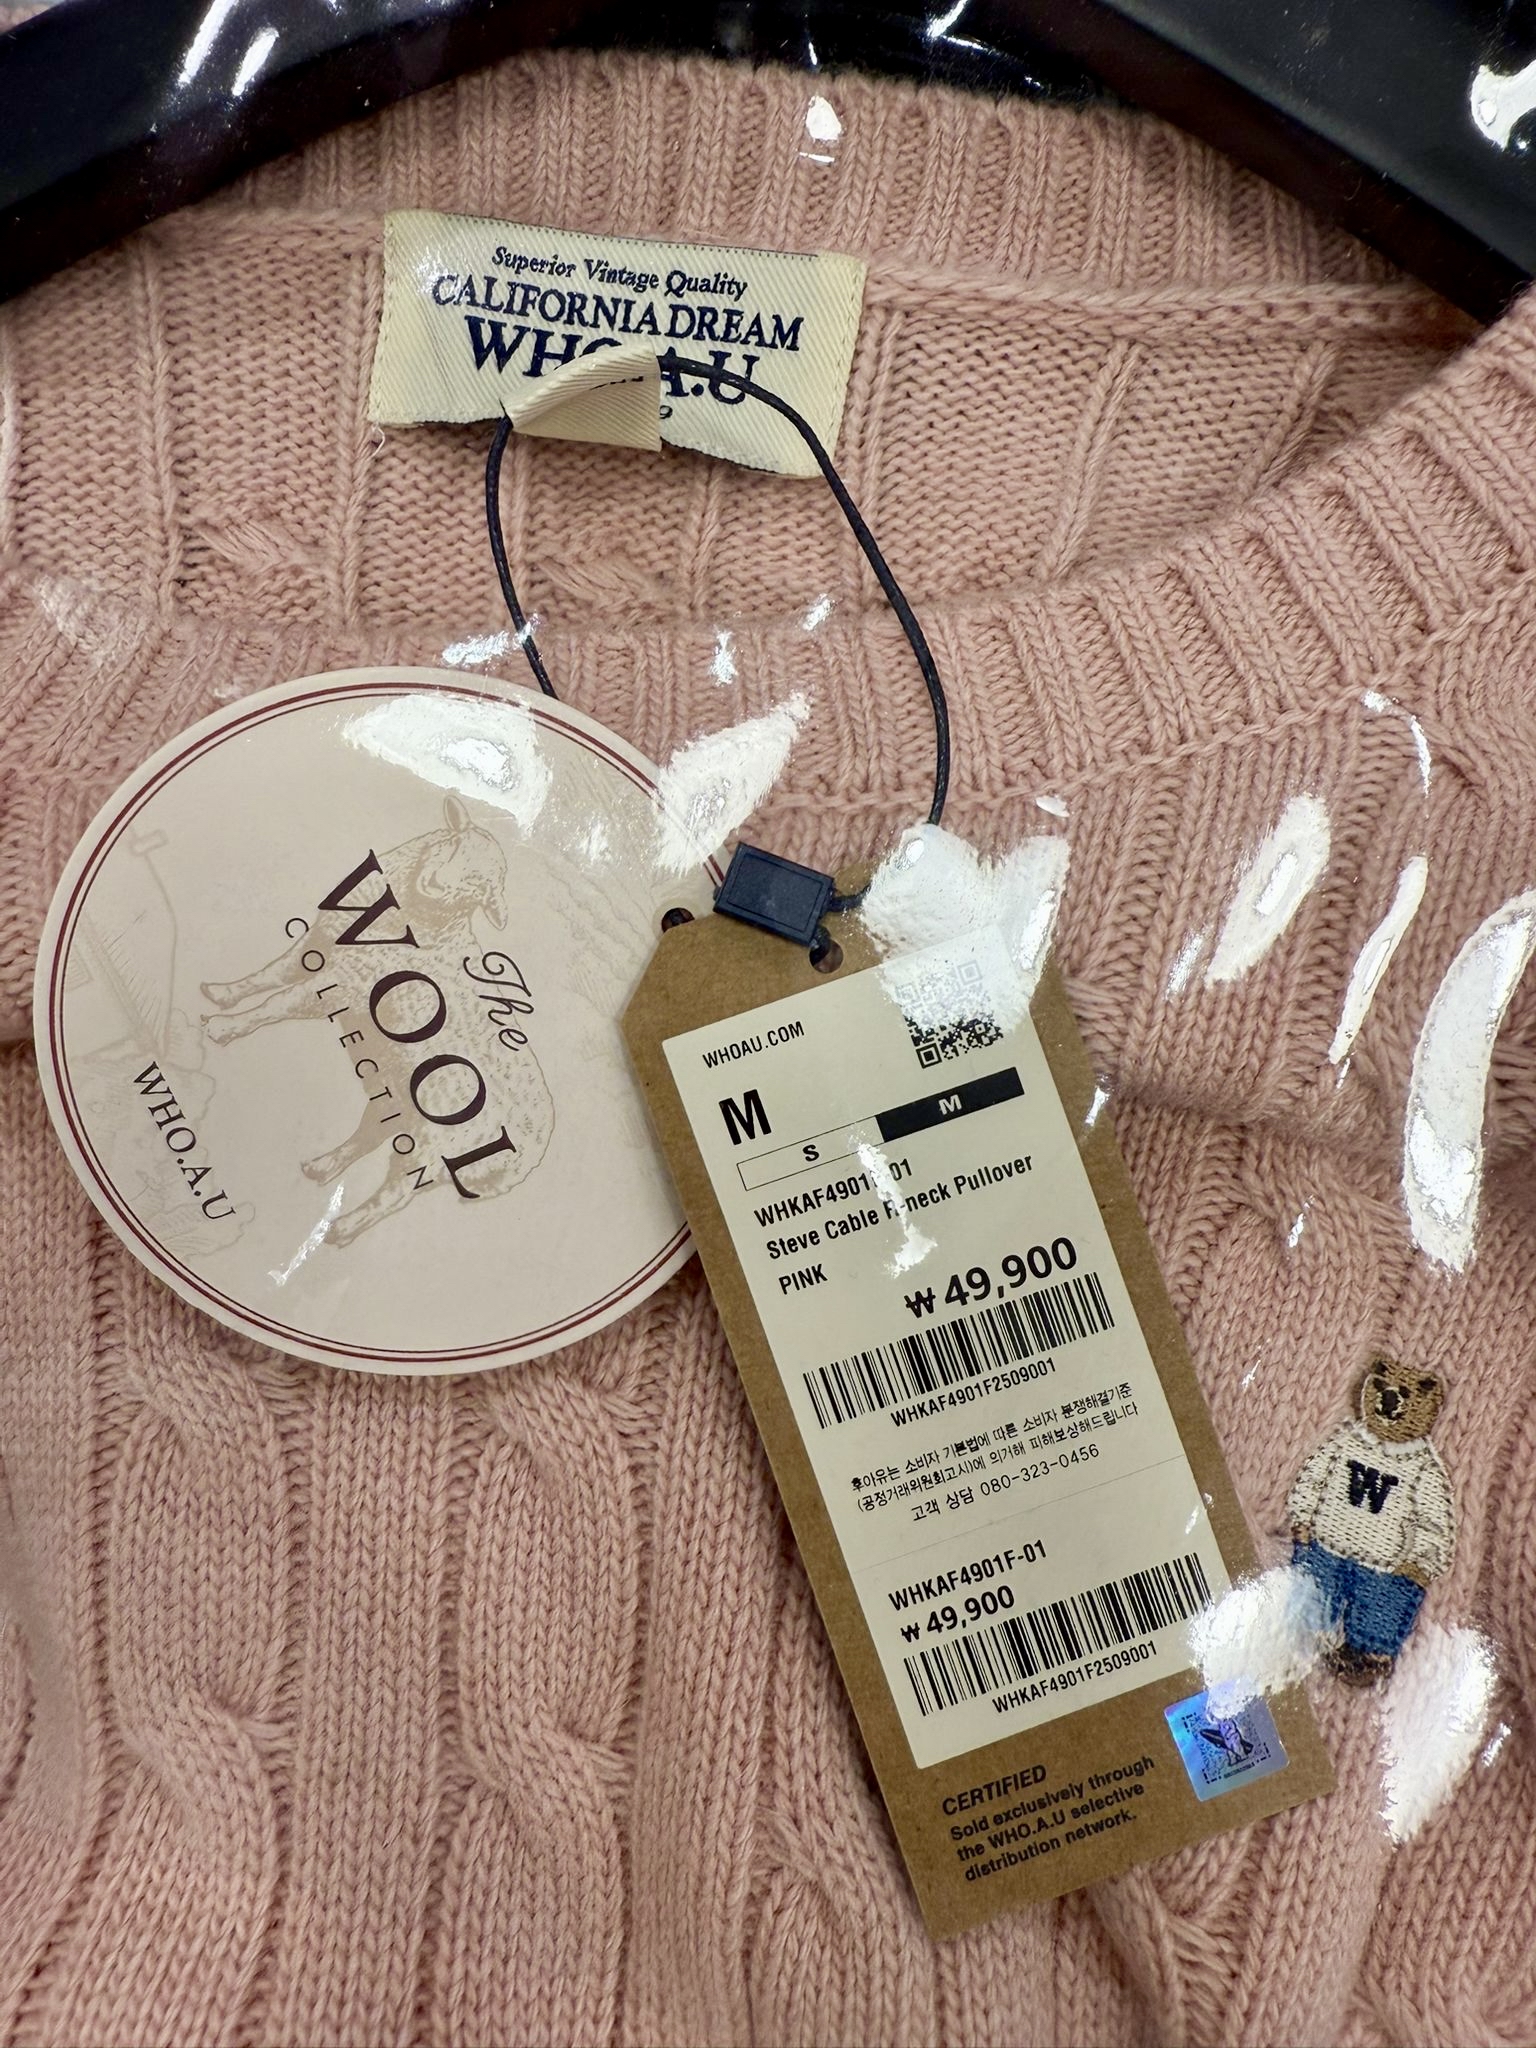 Superior Vintage Quality
CALIFORNIA DREAM
WHO.A.U
The
WOOL
COLLECTION
WHO.A.U
WHOAU.COM
M
S M
Steve Cable R-neck Pullover
PINK
₩ 49,900
WHKAF4901F2509001
후아유는 소비자 기본법에 따른 소비자 분쟁해결기준
(공정거래위원회고시)에 의거해 피해보상해드립니다
고객 상담 080-323-0456
WHKAF4901F-01
₩ 49,900
WHKAF4901F2509001
CERTIFIED
Sold exclusively through
the WHO.A.U selective
distribution network.
W